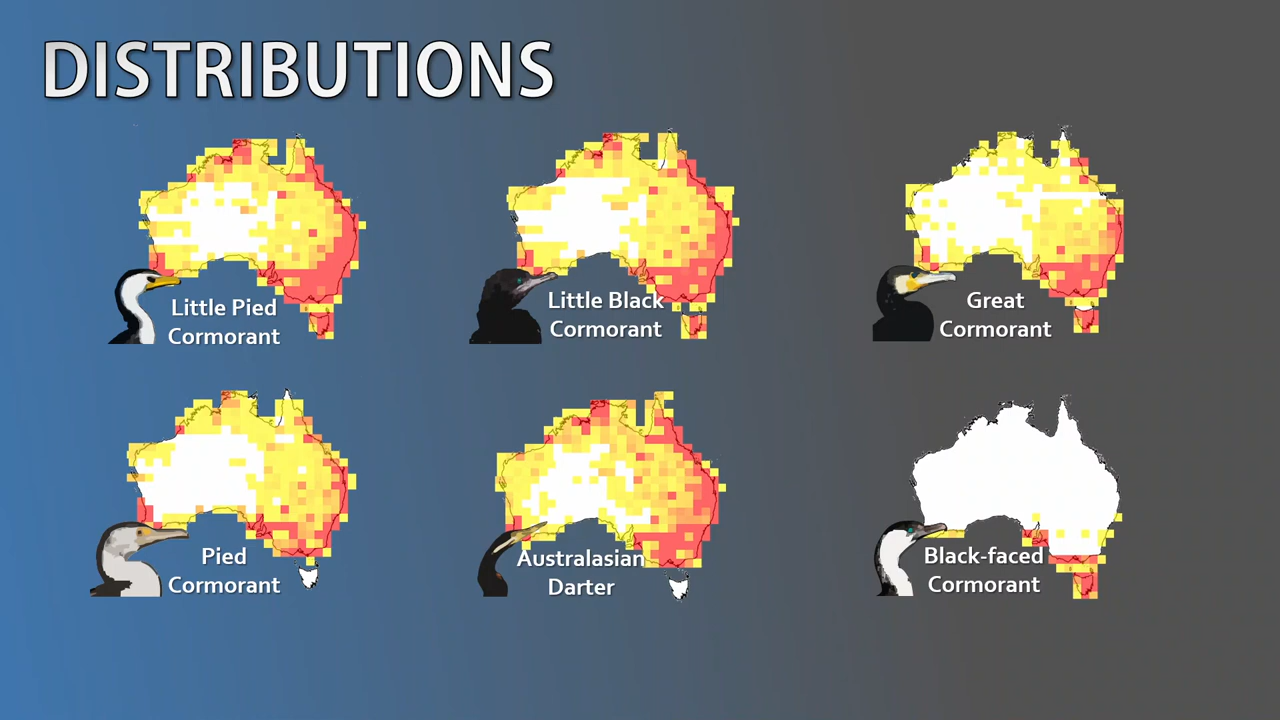 DISTRIBUTIONS
Little Pied
Cormorant
Little Black
Cormorant
Great
Cormorant
Pied
Cormorant
Australasian
Darter
Black-faced
Cormorant